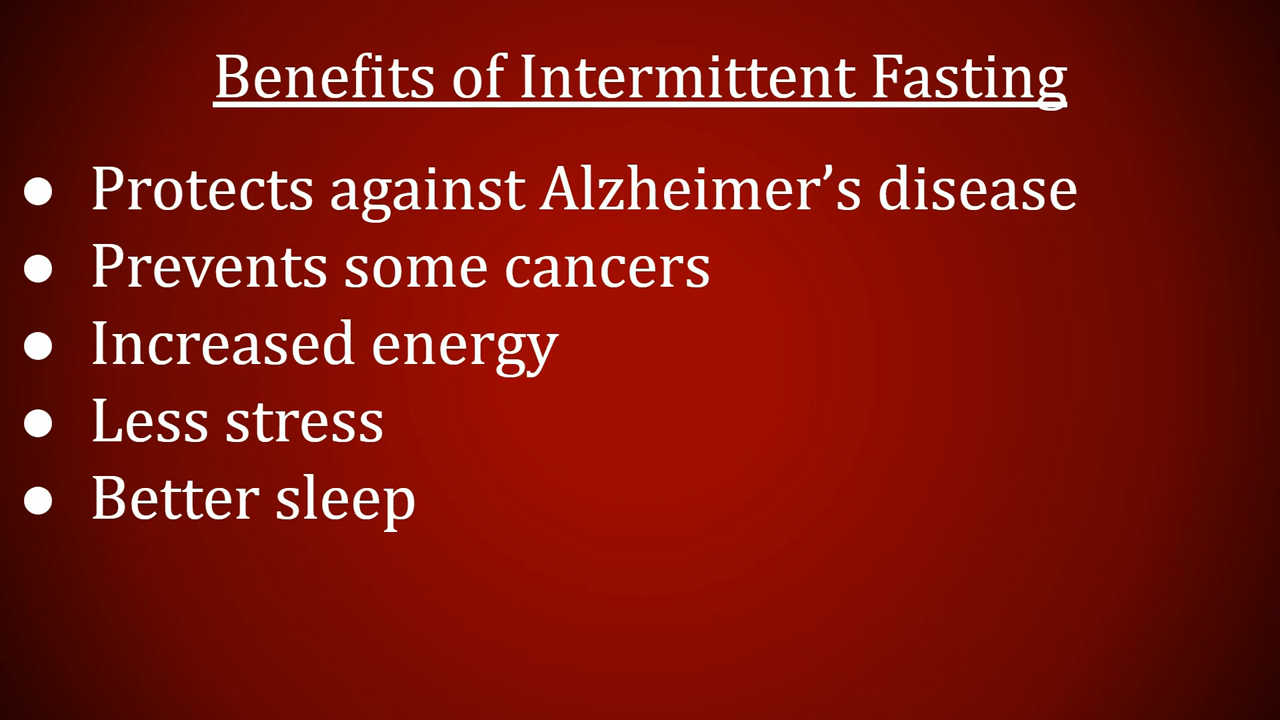 Benefits of Intermittent Fasting
● Protects against Alzheimer’s disease
● Prevents some cancers
● Increased energy
● Less stress
● Better sleep